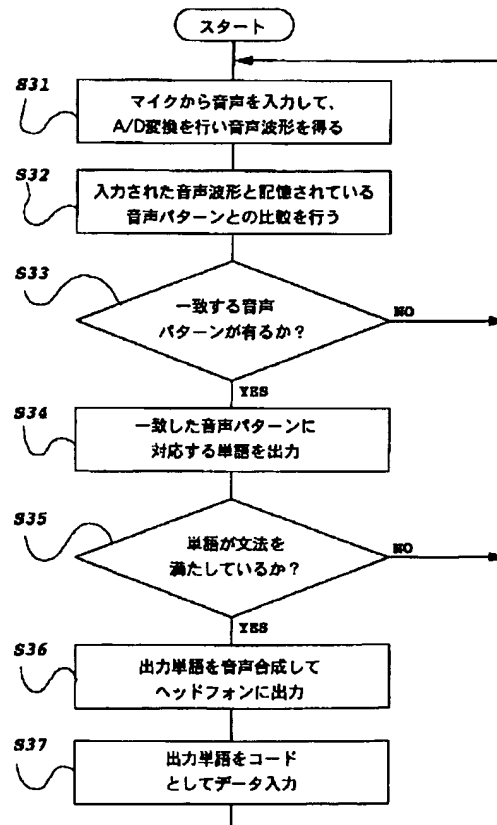 スタート
S31
マイクから音声を入力して、
A/D変換を行い音声波形を得る
S32
入力された音声波形と記憶されている
音声パターンとの比較を行う
S33
一致する音声
パターンが有るか?
NO
YES
S34
一致した音声パターンに
対応する単語を出力
S35
単語が文法を
満たしているか?
NO
YES
S36
出力単語を音声合成して
ヘッドフォンに出力
S37
出力単語をコード
としてデータ入力